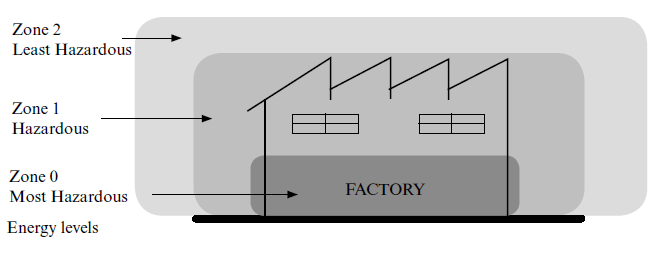 Zone 2
Least Hazardous
Zone 1
Hazardous
Zone 0
Most Hazardous
FACTORY
Energy levels